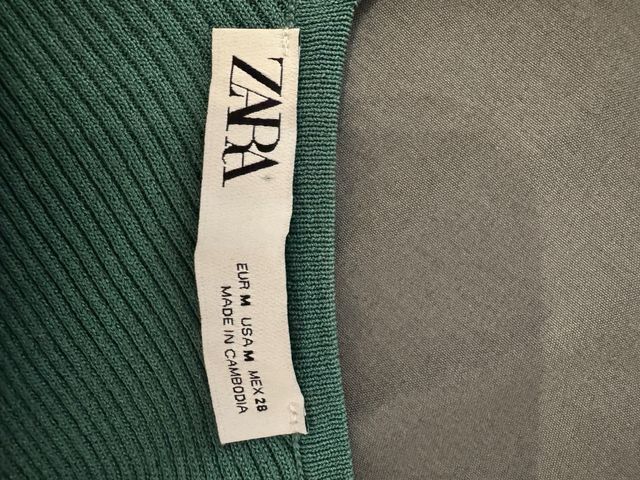 ZARA
EUR M USA M MEX 28
MADE IN CAMBODIA